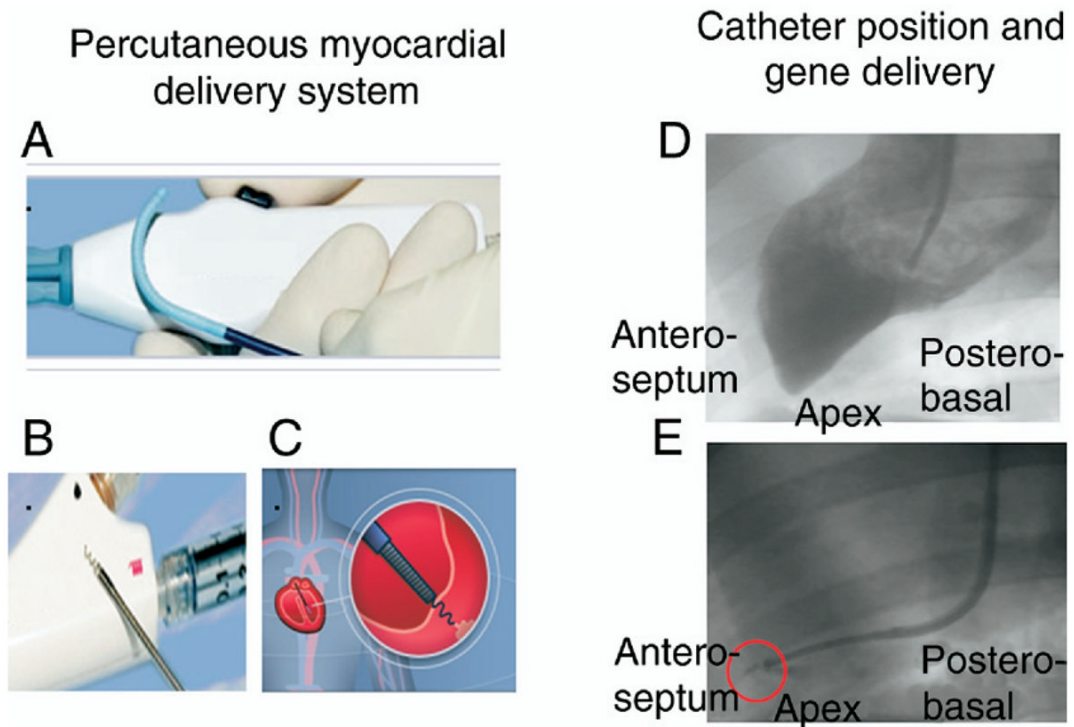 Percutaneous myocardial
delivery system
Catheter position and
gene delivery
A
B
C
D
Antero-
septum
Apex
Postero-
basal
E
Antero-
septum
Apex
Postero-
basal